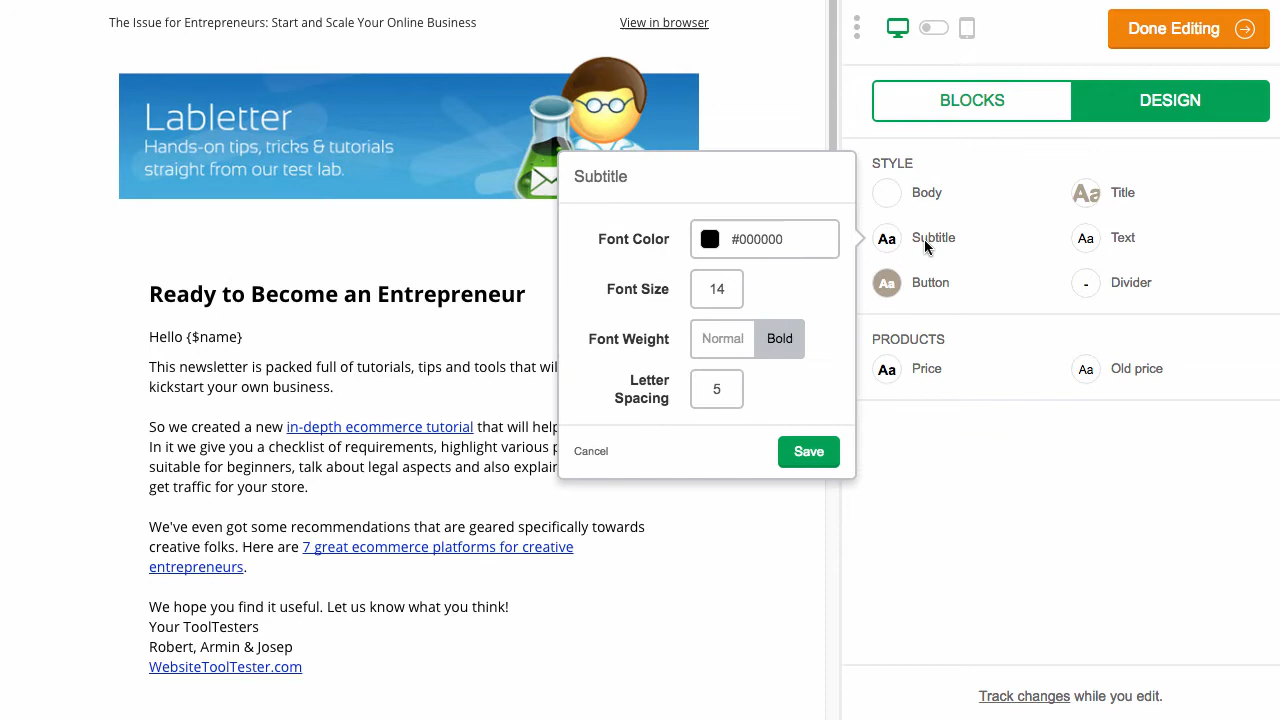 The Issue for Entrepreneurs: Start and Scale Your Online Business
View in browser
Labletter
Hands-on tips, tricks & tutorials
straight from our test lab.
Ready to Become an Entrepreneur
Hello {$name}
This newsletter is packed full of tutorials, tips and tools that
kickstart your own business.
So we created a new in-depth ecommerce tutorial that will
In it we give you a checklist of requirements, highlight various
suitable for beginners, talk about legal aspects and also
get traffic for your store.
We've even got some recommendations that are geared specifically towards
creative folks. Here are 7 great ecommerce platforms for creative
entrepreneurs.
We hope you find it useful. Let us know what you think!
Your ToolTesters
Robert, Armin & Josep
WebsiteToolTester.com
Subtitle
Font Color #000000
Font Size 14
Font Weight Normal Bold
Letter
Spacing 5
Cancel Save
Done Editing
BLOCKS DESIGN
STYLE
Body
Aa Title
Aa Subtitle
Aa Text
Aa Button
- Divider
PRODUCTS
Aa Price
Aa Old price
Track changes while you edit.